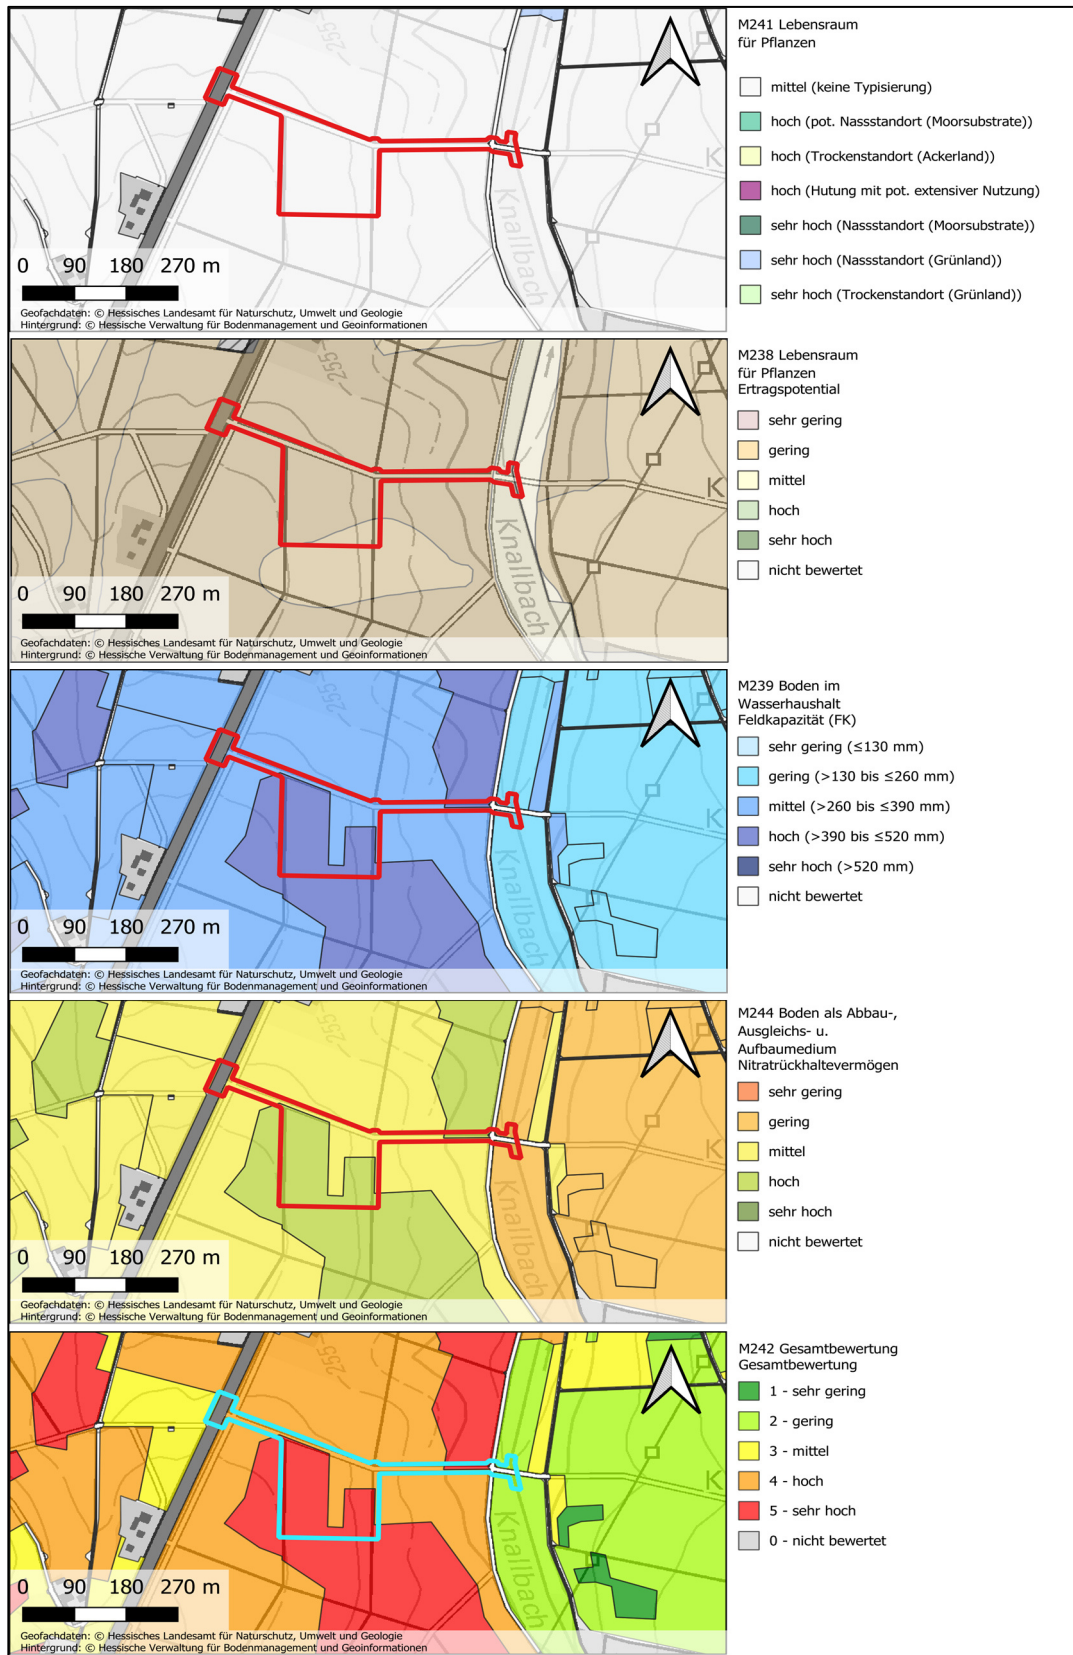 M241 Lebensraum
für Pflanzen
mittel (keine Typisierung)
hoch (pot. Nassstandort (Moorsubstrate))
hoch (Trockenstandort (Ackerland))
hoch (Hutung mit pot. extensiver Nutzung)
sehr hoch (Nassstandort (Moorsubstrate))
sehr hoch (Nasstandort (Grünland))
sehr hoch (Trockenstandort (Grünland))
255
K
Knallbach
0 90 180 270 m
Geofachdaten: © Hessisches Landesamt für Naturschutz, Umwelt und Geologie
Hintergrund: © Hessische Verwaltung für Bodenmanagement und Geoinformationen
M238 Lebensraum
für Pflanzen
Ertragspotential
sehr gering
gering
mittel
hoch
sehr hoch
nicht bewertet
255
K
Knallbach
0 90 180 270 m
Geofachdaten: © Hessisches Landesamt für Naturschutz, Umwelt und Geologie
Hintergrund: © Hessische Verwaltung für Bodenmanagement und Geoinformationen
M239 Boden im
Wasserhaushalt
Feldkapazität (FK)
sehr gering (≤130 mm)
gering (>130 bis ≤260 mm)
mittel (>260 bis ≤390 mm)
hoch (>390 bis ≤520 mm)
sehr hoch (>520 mm)
nicht bewertet
255
K
Knallbach
0 90 180 270 m
Geofachdaten: © Hessisches Landesamt für Naturschutz, Umwelt und Geologie
Hintergrund: © Hessische Verwaltung für Bodenmanagement und Geoinformationen
M244 Boden als Abbau-,
Ausgleichs- u.
Aufbaumedium
Nitratrückhaltevermögen
sehr gering
gering
mittel
hoch
sehr hoch
nicht bewertet
255
K
Knallbach
0 90 180 270 m
Geofachdaten: © Hessisches Landesamt für Naturschutz, Umwelt und Geologie
Hintergrund: © Hessische Verwaltung für Bodenmanagement und Geoinformationen
M242 Gesamtbewertung
Gesamtbewertung
1 - sehr gering
2 - gering
3 - mittel
4 - hoch
5 - sehr hoch
0 - nicht bewertet
255
K
Knallbach
0 90 180 270 m
Geofachdaten: © Hessisches Landesamt für Naturschutz, Umwelt und Geologie
Hintergrund: © Hessische Verwaltung für Bodenmanagement und Geoinformationen